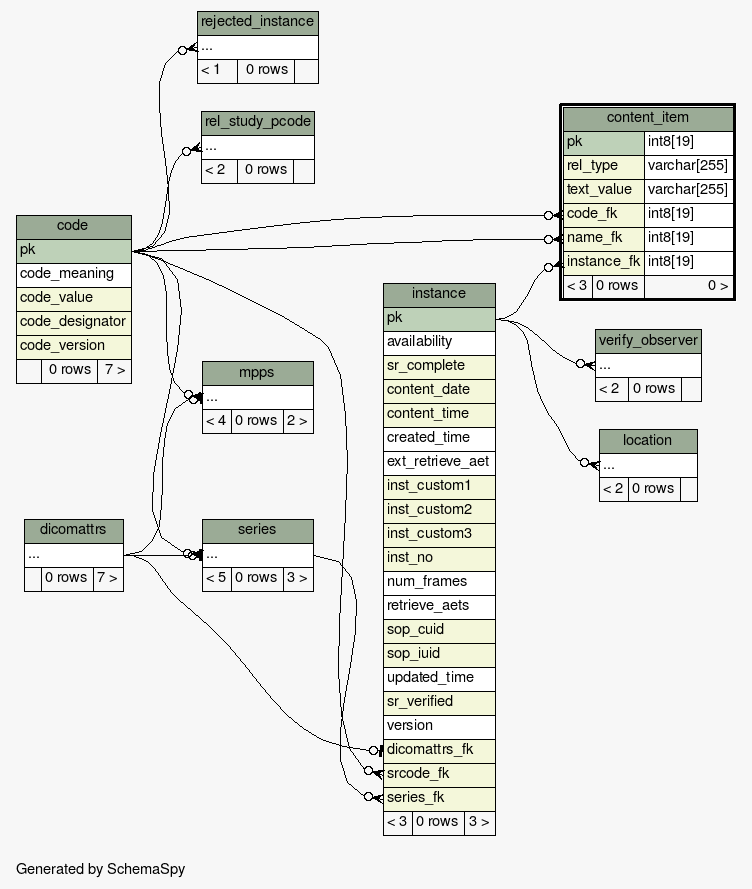 rejected_instance
...
< 1 0 rows
rel_study_pcode
...
< 2 0 rows
content_item
pk int8[19]
rel_type varchar[255]
text_value varchar[255]
code_fk int8[19]
name_fk int8[19]
instance_fk int8[19]
< 3 0 rows 0 >
code
pk
code_meaning
code_value
code_designator
code_version
0 rows 7 >
instance
pk
availability
sr_complete
content_date
content_time
created_time
ext_retrieve_aet
inst_custom1
inst_custom2
inst_custom3
inst_no
num_frames
retrieve_aets
sop_cuid
sop_iuid
updated_time
sr_verified
version
dicomattrs_fk
srcode_fk
series_fk
< 3 0 rows 3 >
verify_observer
...
< 2 0 rows
mpps
...
< 4 0 rows 2 >
location
...
< 2 0 rows
dicomattrs
...
0 rows 7 >
series
...
< 5 0 rows 3 >
Generated by SchemaSpy